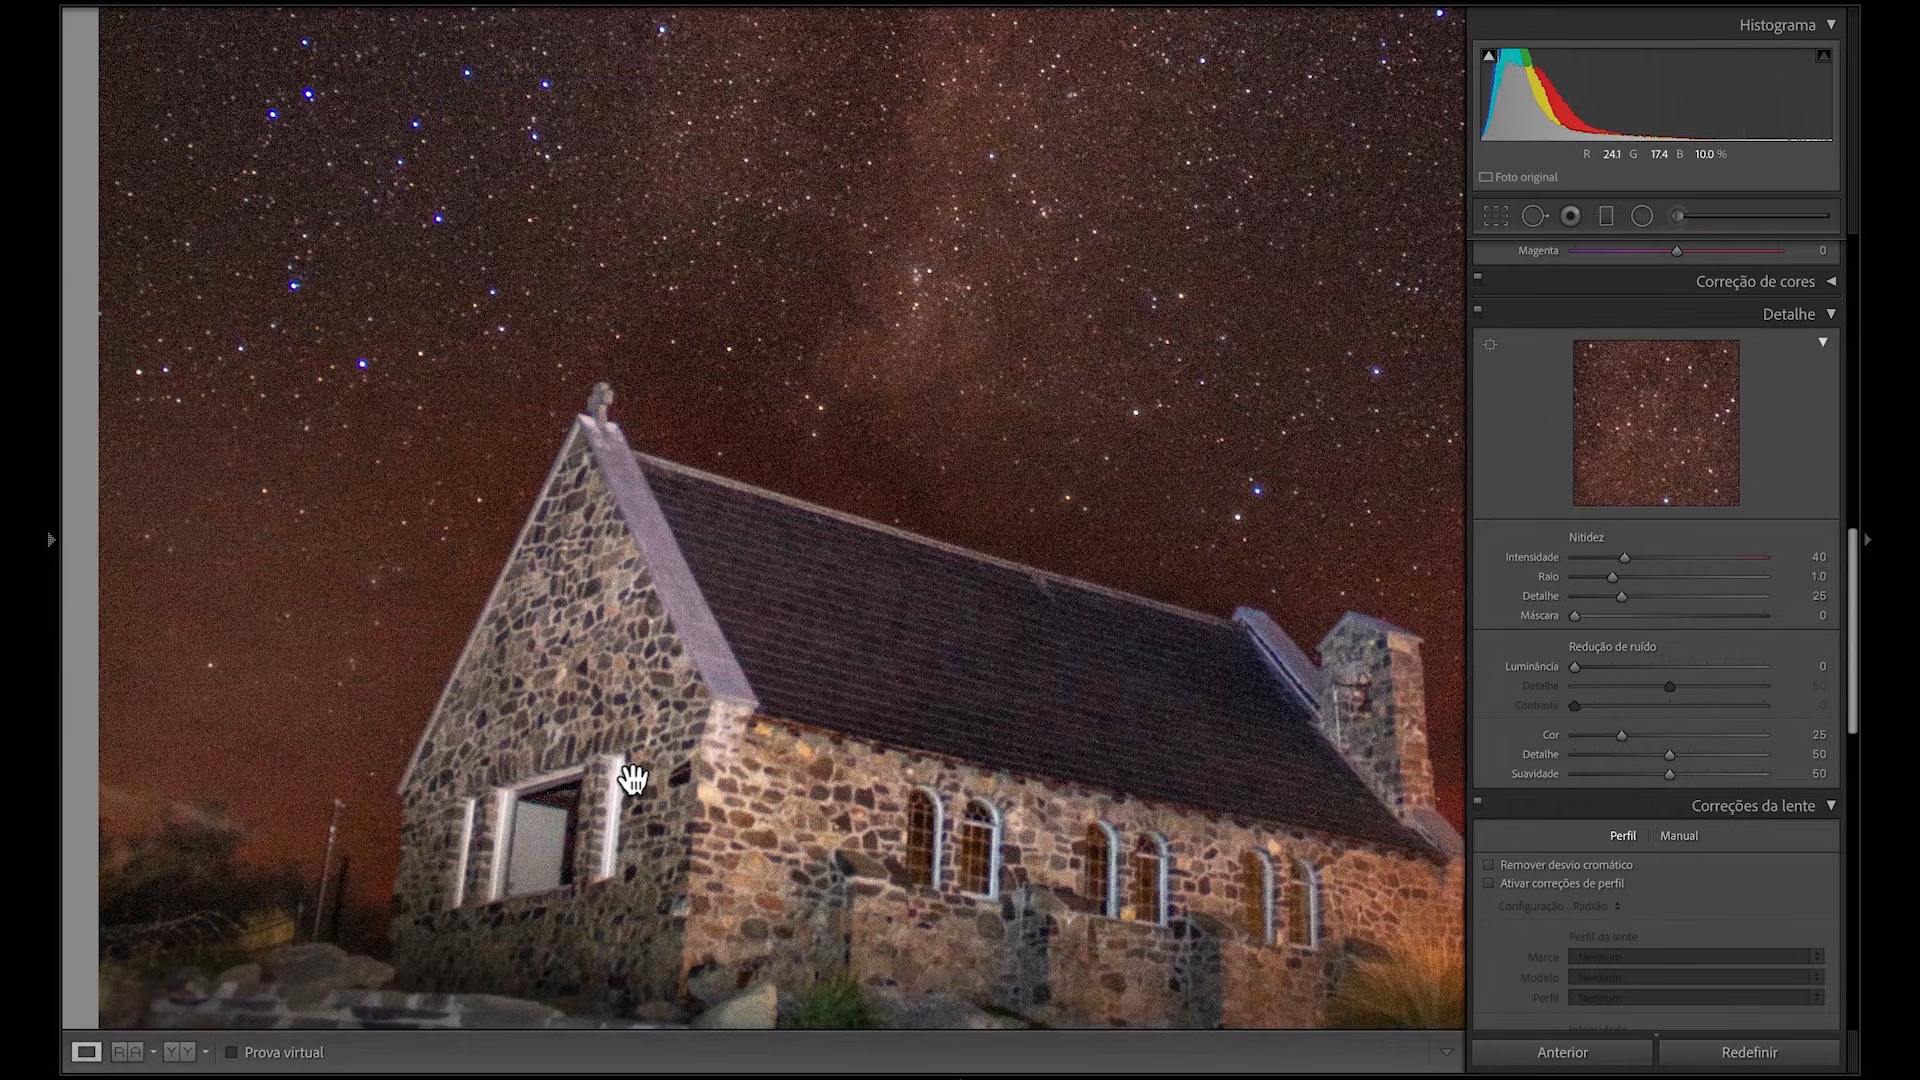 Histograma
R 24.1 G 17.4 B 10.0 %
Foto original
Magenta 0
Correção de cores
Detalhe
Nitidez
Intensidade 40
Raio 1.0
Detalhe 25
Máscara 0
Redução de ruído
Luminância 0
Detalhe 50
Contraste 0
Cor 25
Detalhe 50
Suavidade 50
Correções da lente
Perfil Manual
Remover desvio cromático
Ativar correções de perfil
Configuração Padrão
Perfil da lente
Marca Nenhum
Modelo Nenhum
Perfil Nenhum
Intensidade
R A Y Y Prova virtual
Anterior Redefinir